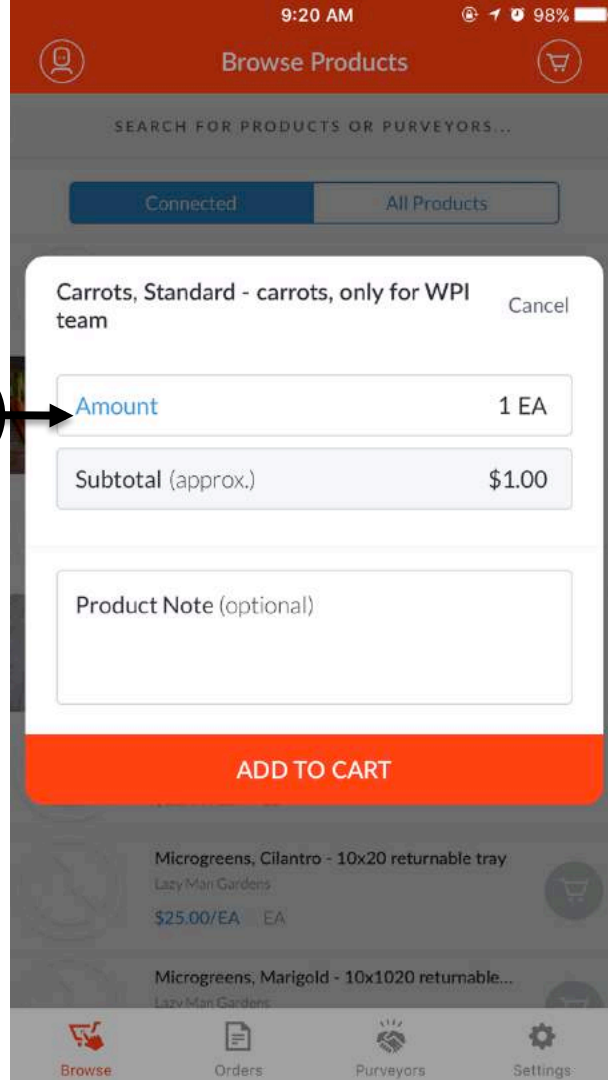 9:20 AM
98%
Browse Products
SEARCH FOR PRODUCTS OR PURVEYORS...
Connected
All Products
Carrots, Standard - carrots, only for WPI
team
Cancel
Amount
1 EA
Subtotal (approx.)
$1.00
Product Note (optional)
ADD TO CART
Microgreens, Cilantro - 10x20 returnable tray
Lazy Man Gardens
$25.00/EA EA
Microgreens, Marigold - 10x1020 returnable...
Lazy Man Gardens
Browse
Orders
Purveyors
Settings